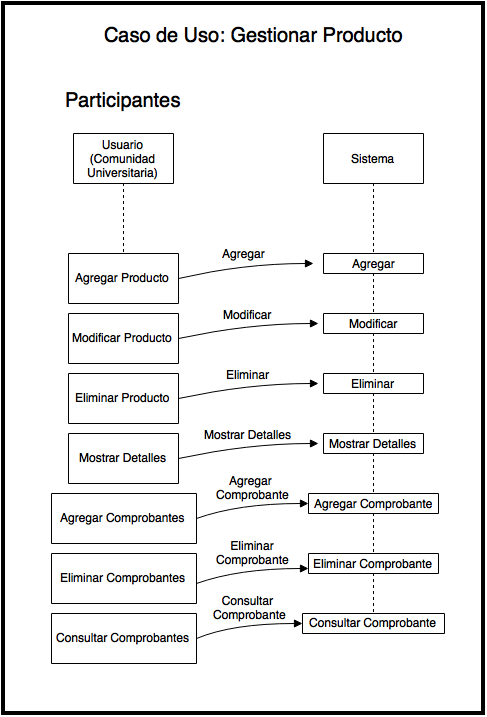 Caso de Uso: Gestionar Producto
Participantes
Usuario
(Comunidad
Universitaria)
Sistema
Agregar Producto
Agregar
Agregar
Modificar Producto
Modificar
Modificar
Eliminar Producto
Eliminar
Eliminar
Mostrar Detalles
Mostrar Detalles
Mostrar Detalles
Agregar Comprobantes
Agregar
Comprobante
Agregar Comprobante
Eliminar Comprobantes
Eliminar
Comprobante
Eliminar Comprobante
Consultar Comprobantes
Consultar
Comprobante
Consultar Comprobante